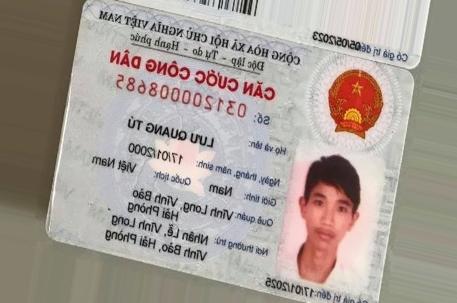 Có giá trị đến 05/05/2023
CỘNG HÒA XÃ HỘI CHỦ NGHĨA VIỆT NAM
Độc lập - Tự do - Hạnh phúc
CĂN CƯỚC CÔNG DÂN
Số: 031200008685
Họ và tên:
LƯU QUANG TÚ
Ngày, tháng, năm sinh: 17/01/2000
Giới tính: Nam Quốc tịch: Việt Nam
Quê quán: Vĩnh Long, Vĩnh Bảo
Hải Phòng
Nơi thường trú: Nhân Lễ, Vĩnh Long
Vĩnh Bảo, Hải Phòng
Có giá trị đến: 17/01/2025